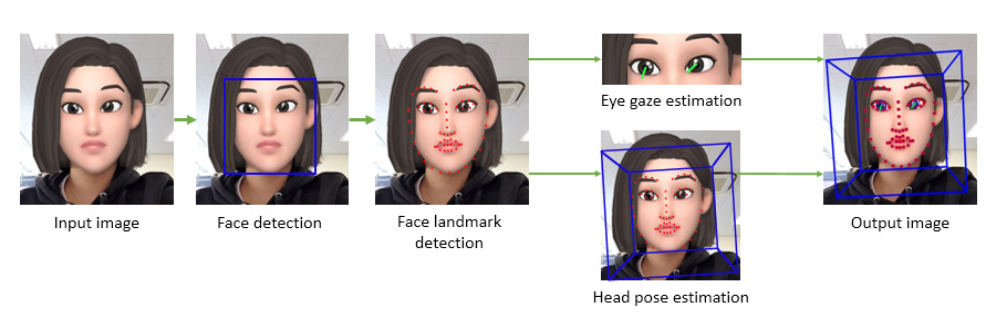 Input image
Face detection
Face landmark
detection
Eye gaze estimation
Head pose estimation
Output image